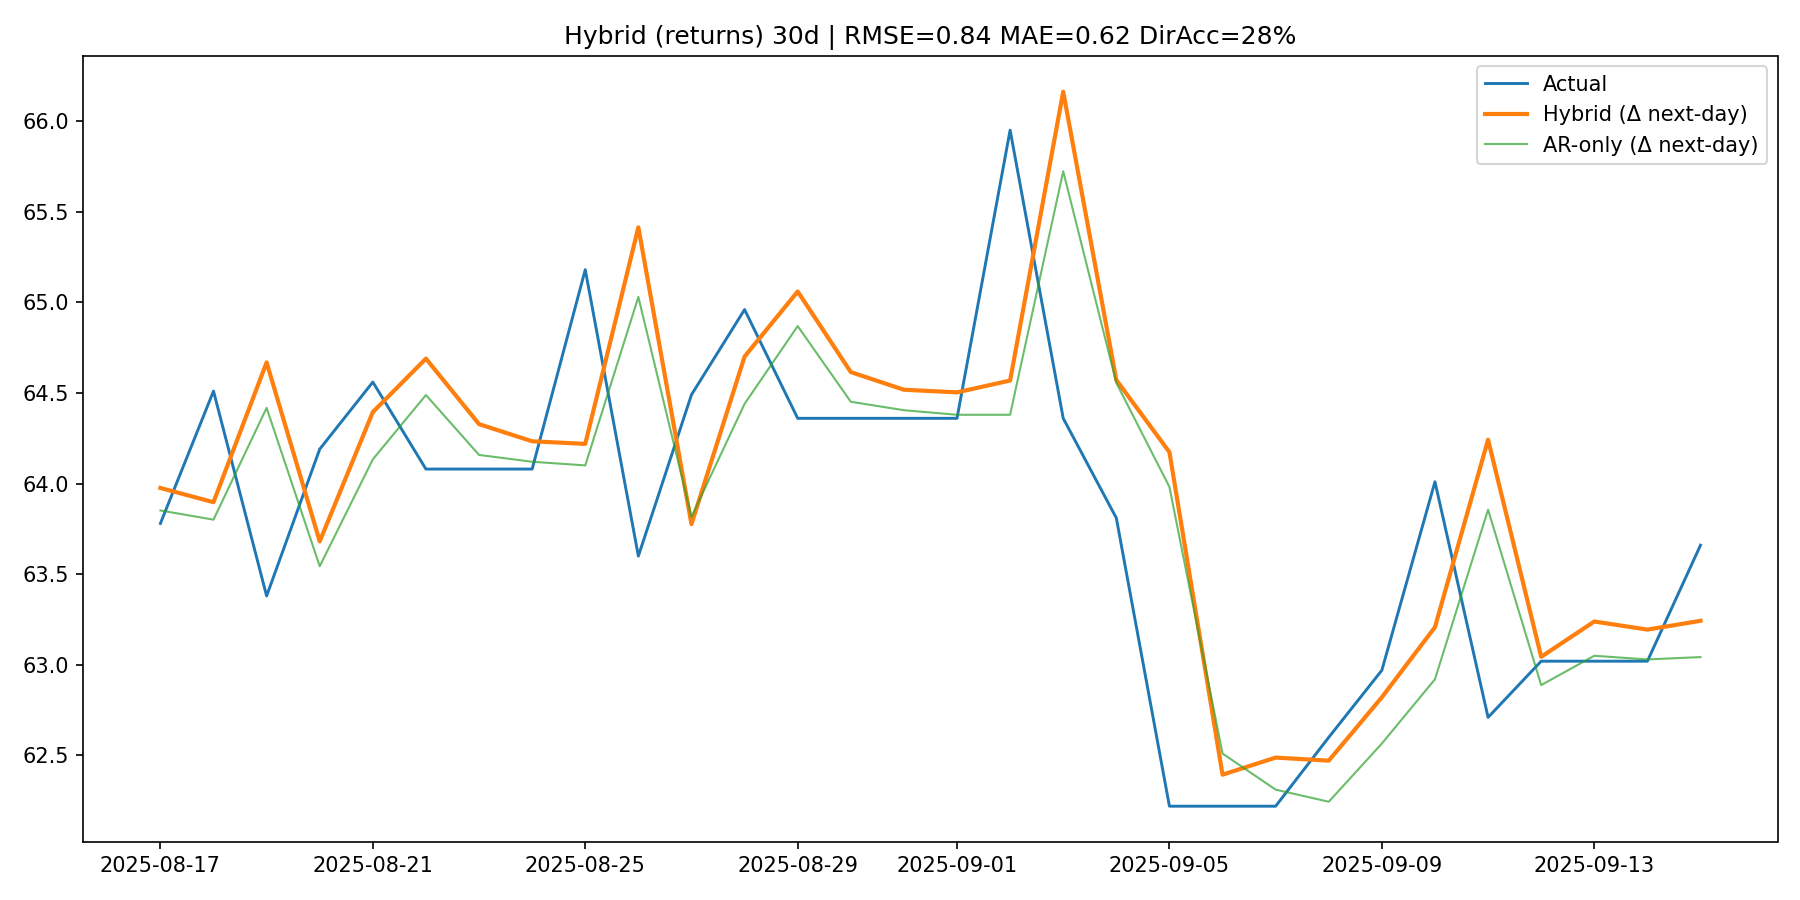 Hybrid (returns) 30d | RMSE=0.84 MAE=0.62 DirAcc=28%
Actual
Hybrid (Δ next-day)
AR-only (Δ next-day)
66.0
65.5
65.0
64.5
64.0
63.5
63.0
62.5
2025-08-17 2025-08-21 2025-08-25 2025-08-29 2025-09-01 2025-09-05 2025-09-09 2025-09-13